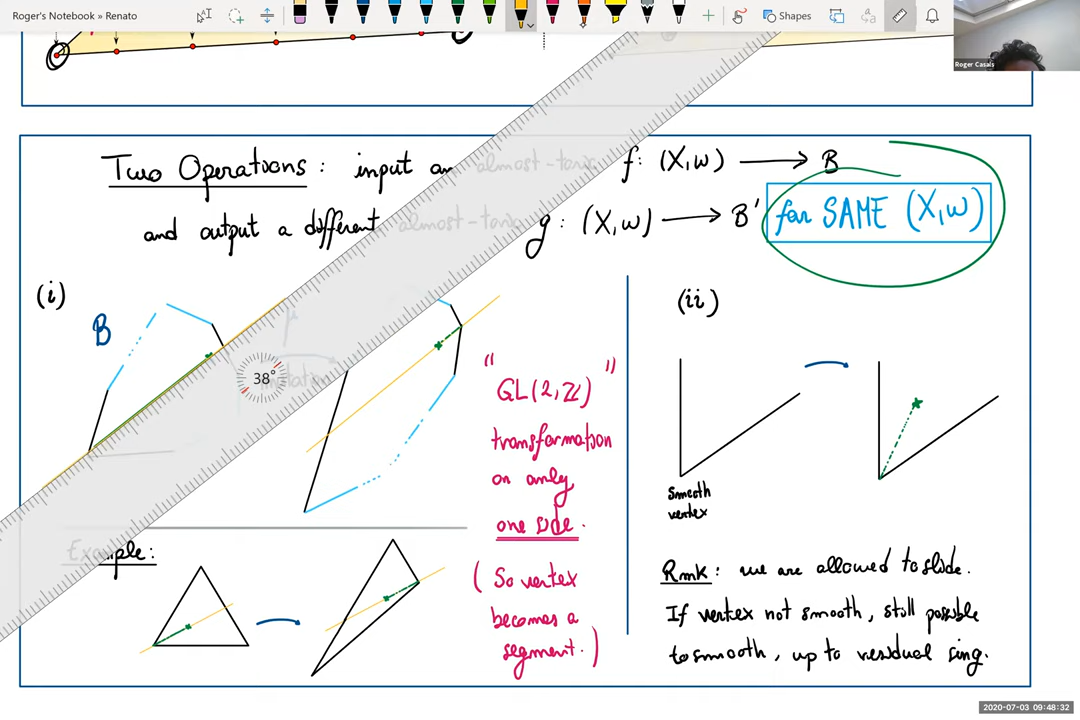 Roger's Notebook » Renato
Shapes
Roger Casals
Two Operations: input an almost-toric f: (X,w) → B
and output a different almost-toric g: (X,w) → B' for SAME (X,w)
(i)
B
μ
38°
"GL(2,ℤ)"
transformation
on only
one side.
(So vertex
becomes a
segment.)
Example:
(ii)
Smooth
vertex
Rmk: we are allowed to slide.
If vertex not smooth, still possible
to smooth, up to residual sing.
2020-07-03 09:48:32